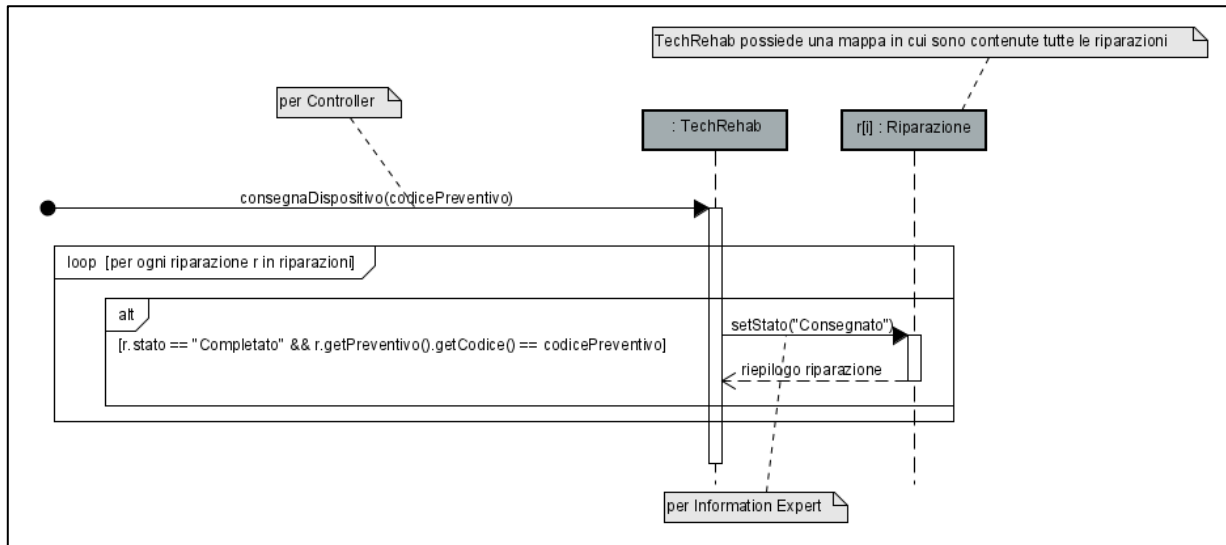 TechRehab possiede una mappa in cui sono contenute tutte le riparazioni
per Controller
: TechRehab
r[i] : Riparazione
consegnaDispositivo(codicePreventivo)
loop [per ogni riparazione r in riparazioni]
alt
[r.stato == "Completato" && r.getPreventivo().getCodice() == codicePreventivo]
setStato("Consegnato")
riepilogo riparazione
per Information Expert